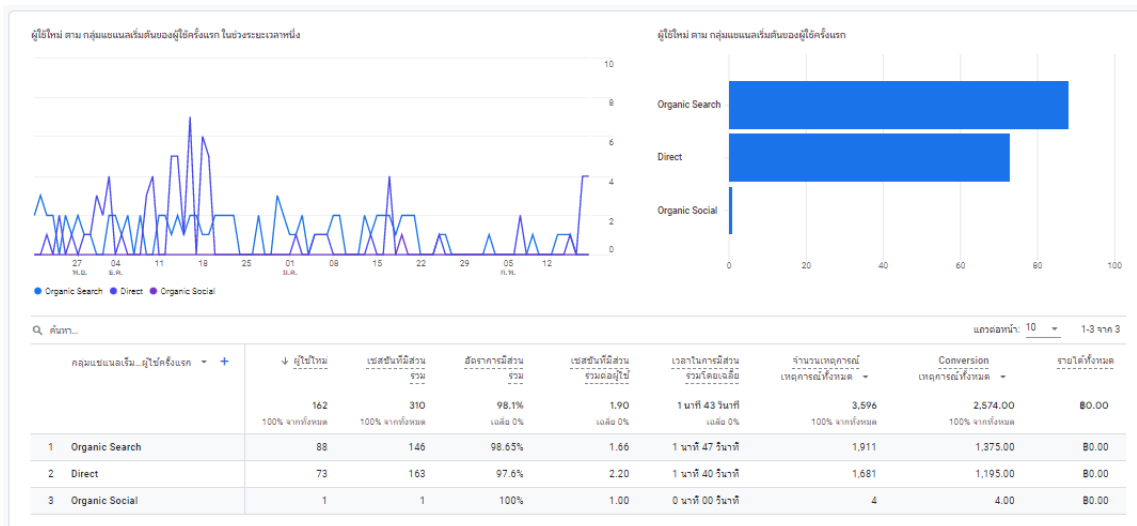 ผู้ใช้ใหม่ ตาม กลุ่มแชแนลเริ่มต้นของผู้ใช้ครั้งแรก ในช่วงระยะเวลาหนึ่ง
10
8
6
4
2
0
27 04 11 18 25 01 08 15 22 29 05 12
พ.ย. ธ.ค. ม.ค. ก.พ.
Organic Search Direct Organic Social
ผู้ใช้ใหม่ ตาม กลุ่มแชแนลเริ่มต้นของผู้ใช้ครั้งแรก
Organic Search
Direct
Organic Social
0 20 40 60 80 100
ค้นหา... แถวต่อหน้า: 10 1-3 จาก 3
กลุ่มแชแนลเริ่ม...ผู้ใช้ครั้งแรก + ↓ ผู้ใช้ใหม่ เซสชันที่มีส่วน อัตราการมีส่วน เซสชันที่มีส่วน เวลาในการมีส่วน จำนวนเหตุการณ์ Conversion รายได้ทั้งหมด
ร่วม ร่วม ร่วมต่อผู้ใช้ ร่วมโดยเฉลี่ย เหตุการณ์ทั้งหมด เหตุการณ์ทั้งหมด
162 310 98.1% 1.90 1 นาที 43 วินาที 3,596 2,574.00 ฿0.00
100% จากทั้งหมด 100% จากทั้งหมด เฉลี่ย 0% เฉลี่ย 0% เฉลี่ย 0% 100% จากทั้งหมด 100% จากทั้งหมด
1 Organic Search 88 146 98.65% 1.66 1 นาที 47 วินาที 1,911 1,375.00 ฿0.00
2 Direct 73 163 97.6% 2.20 1 นาที 40 วินาที 1,681 1,195.00 ฿0.00
3 Organic Social 1 1 100% 1.00 0 นาที 00 วินาที 4 4.00 ฿0.00